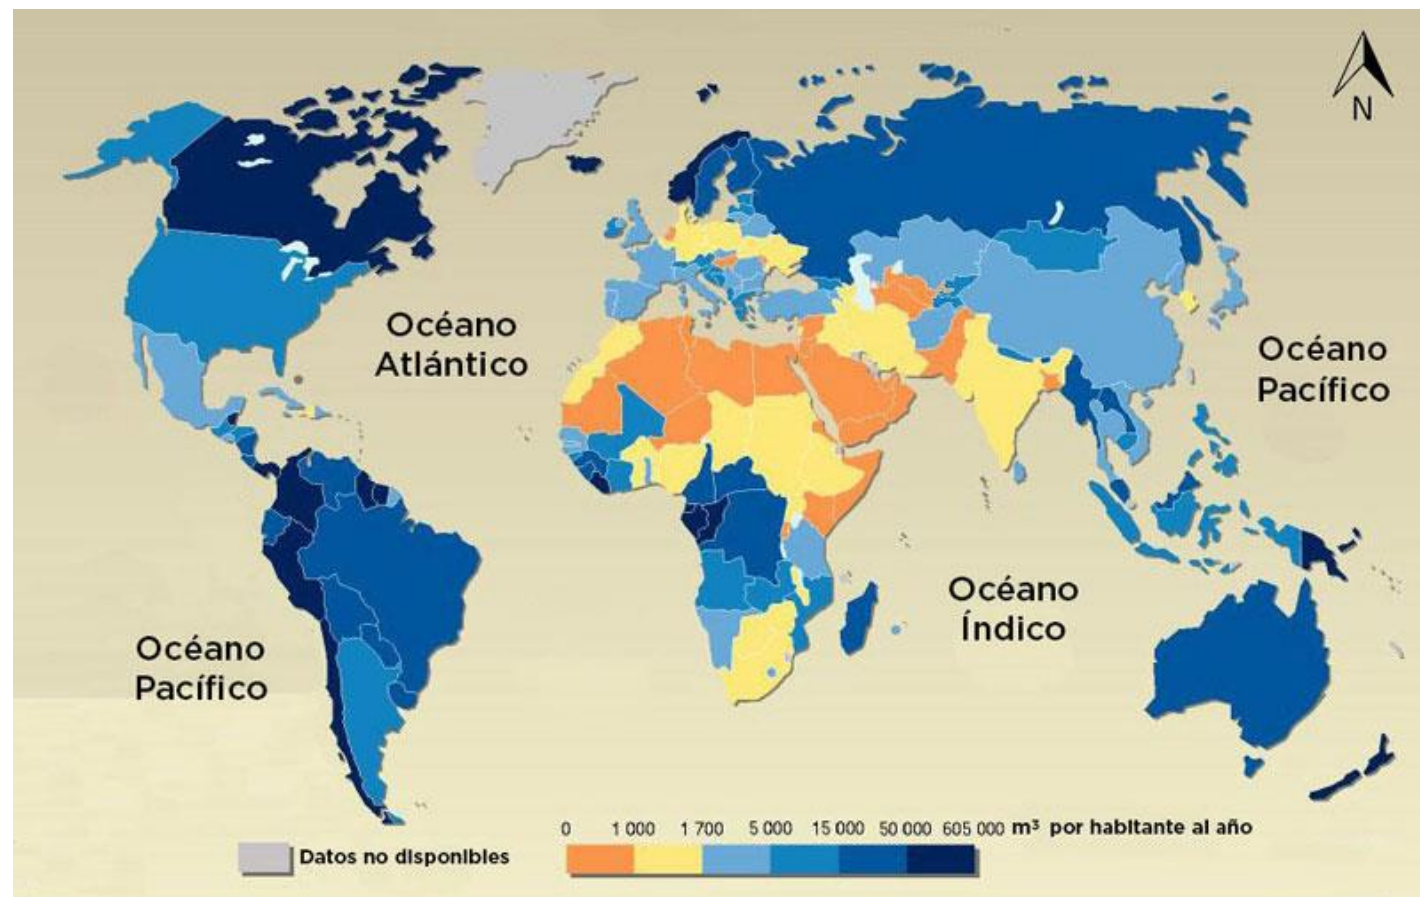 N
Océano
Atlántico
Océano
Pacífico
Océano
Índico
Océano
Pacífico
0 1 000 1 700 5 000 15 000 50 000 605 000 m³ por habitante al año
Datos no disponibles